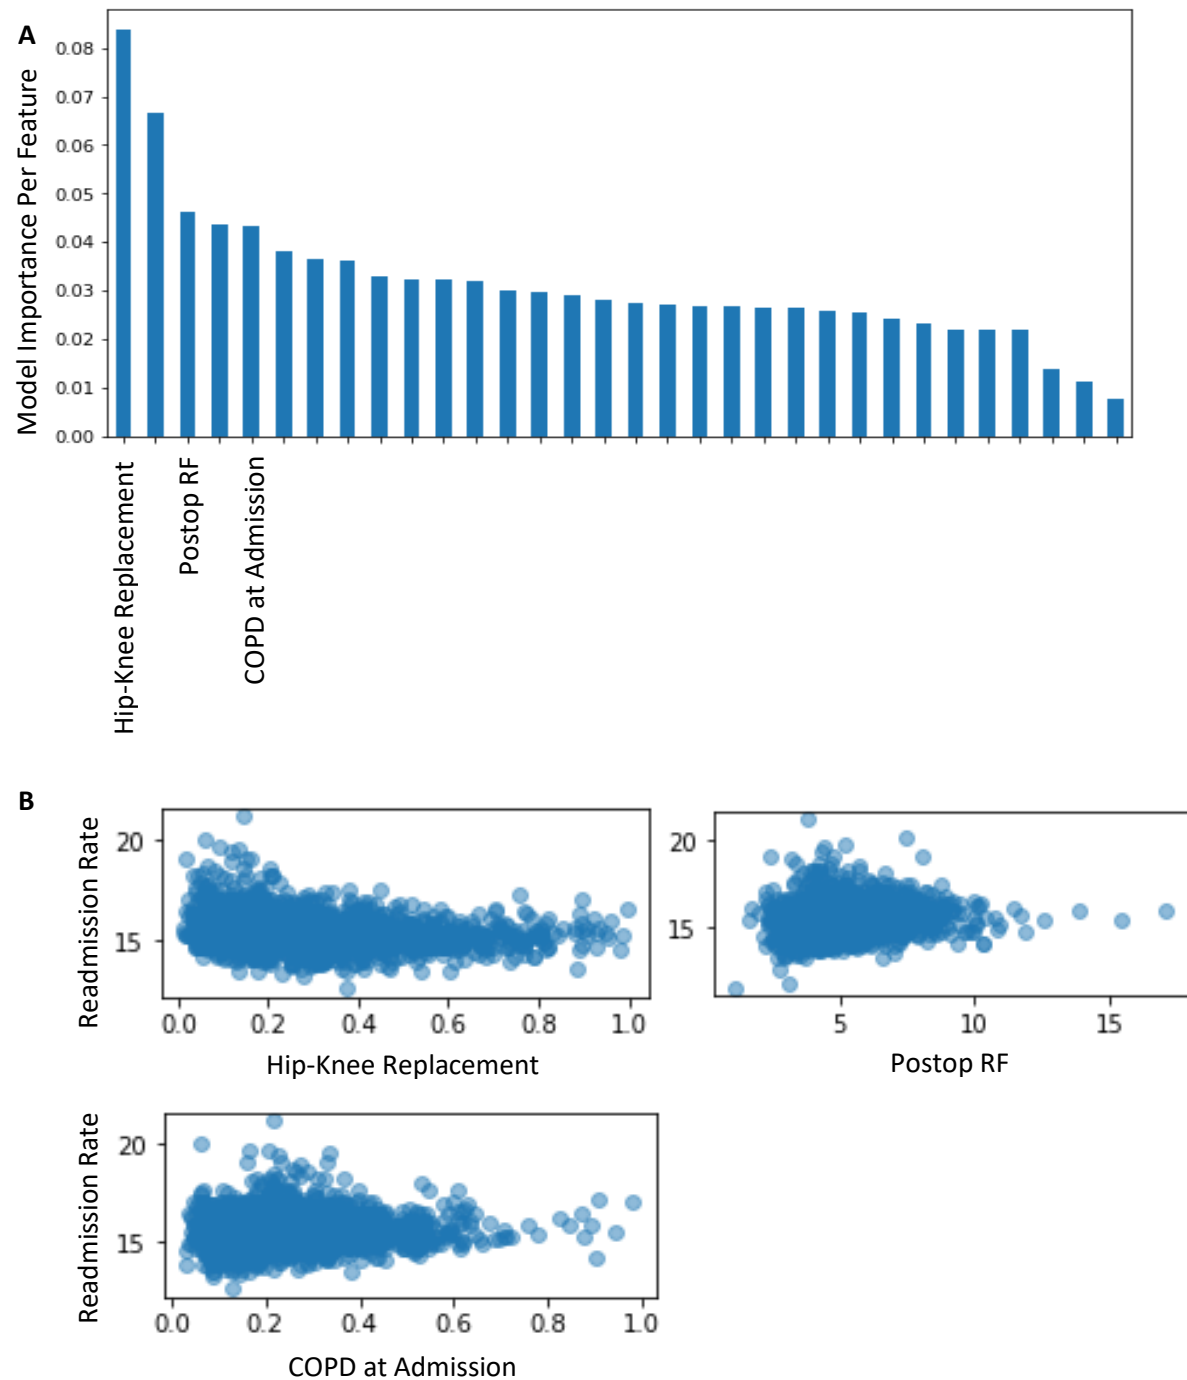 A
Model Importance Per Feature
0.08
0.07
0.06
0.05
0.04
0.03
0.02
0.01
0.00
Hip-Knee Replacement
Postop RF
COPD at Admission
B
Readmission Rate
20
15
0.0 0.2 0.4 0.6 0.8 1.0
Hip-Knee Replacement
20
15
5 10 15
Postop RF
Readmission Rate
20
15
0.0 0.2 0.4 0.6 0.8 1.0
COPD at Admission